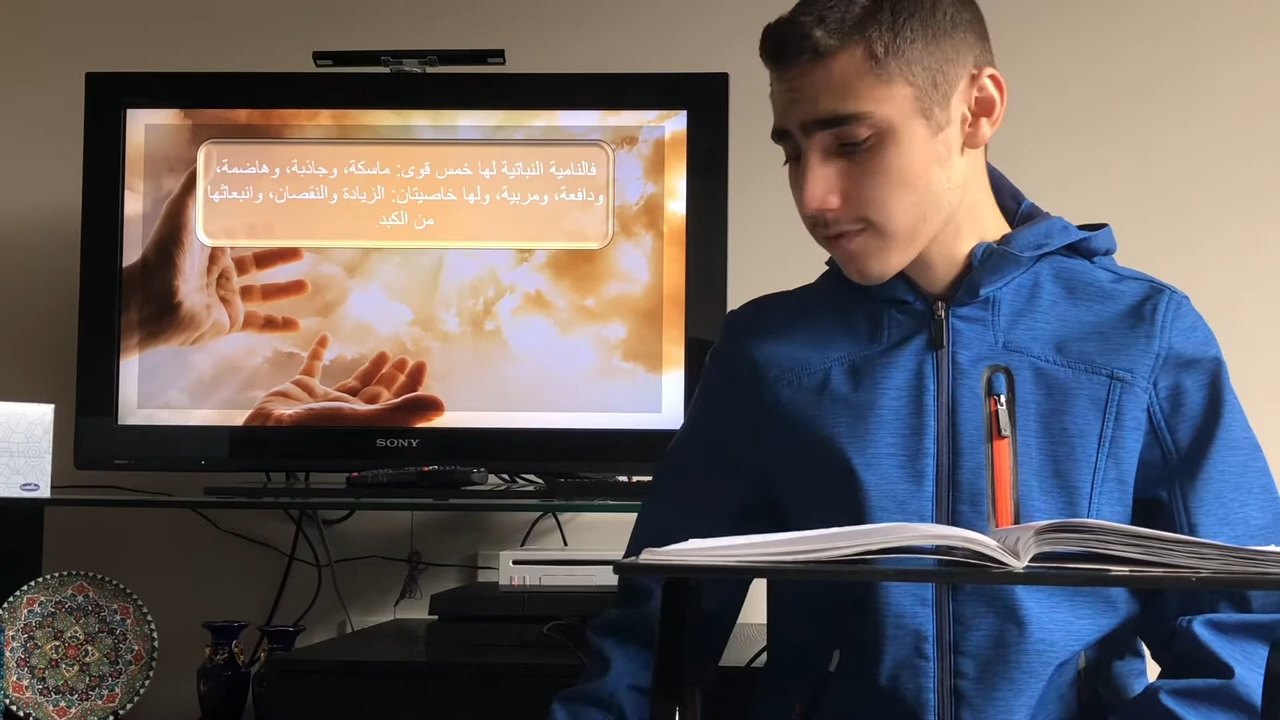 فالنامية النباتية لها خمس قوى: ماسكة، وجاذبة، وهاضمة،
ودافعة، ومربية، ولها خاصيتان: الزيادة والنقصان، وانبعاثها
من الكبد
SONY